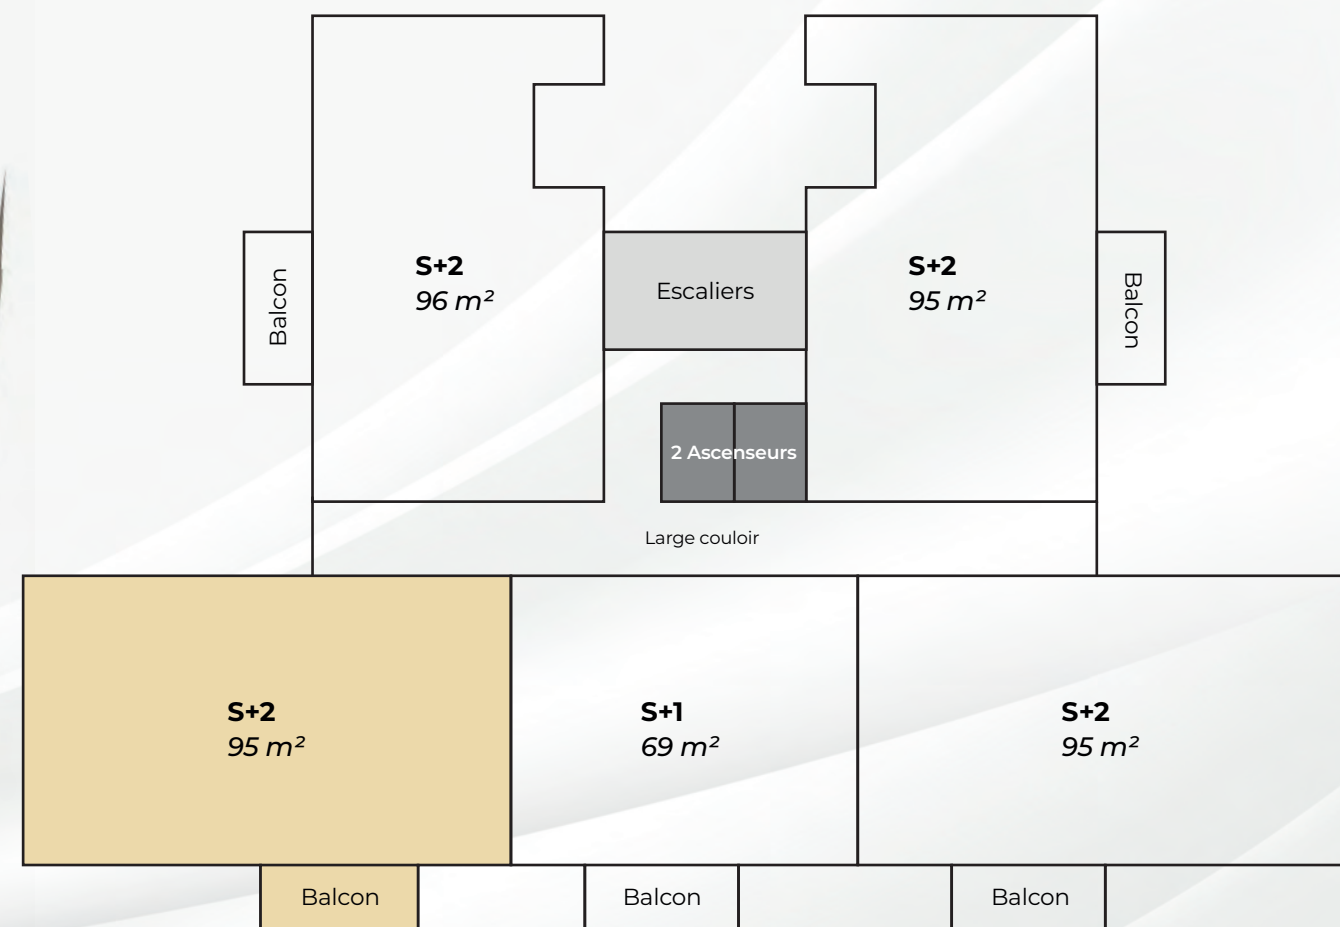 S+2
96 m²
Balcon
Escaliers
S+2
95 m²
Balcon
2 Ascenseurs
Large couloir
S+2
95 m²
S+1
69 m²
S+2
95 m²
Balcon
Balcon
Balcon